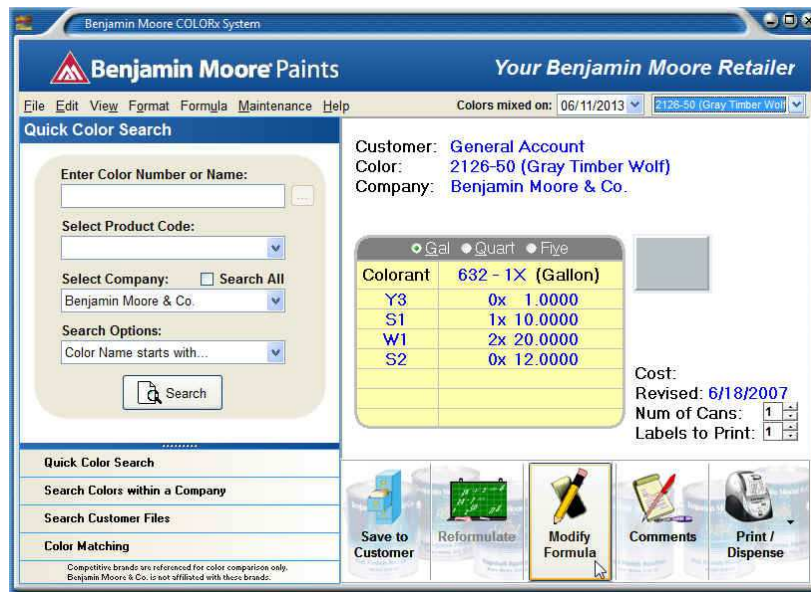 Benjamin Moore COLORx System
Benjamin Moore Paints
Your Benjamin Moore Retailer
File Edit View Format Formula Maintenance Help
Colors mixed on: 06/11/2013 2126-50 (Gray Timber Wolf
Quick Color Search
Enter Color Number or Name:
...
Select Product Code:
Select Company: Search All
Benjamin Moore & Co.
Search Options:
Color Name starts with...
Search
Quick Color Search
Search Colors within a Company
Search Customer Files
Color Matching
Competitive brands are referenced for color comparison only.
Benjamin Moore & Co. is not affiliated with these brands.
Customer: General Account
Color: 2126-50 (Gray Timber Wolf)
Company: Benjamin Moore & Co.
Gal Quart Five
Colorant 632 - 1X (Gallon)
Y3 0x 1.0000
S1 1x 10.0000
W1 2x 20.0000
S2 0x 12.0000
Cost:
Revised: 6/18/2007
Num of Cans: 1
Labels to Print: 1
Save to
Customer
Reformulate
Modify
Formula
Comments
Print /
Dispense